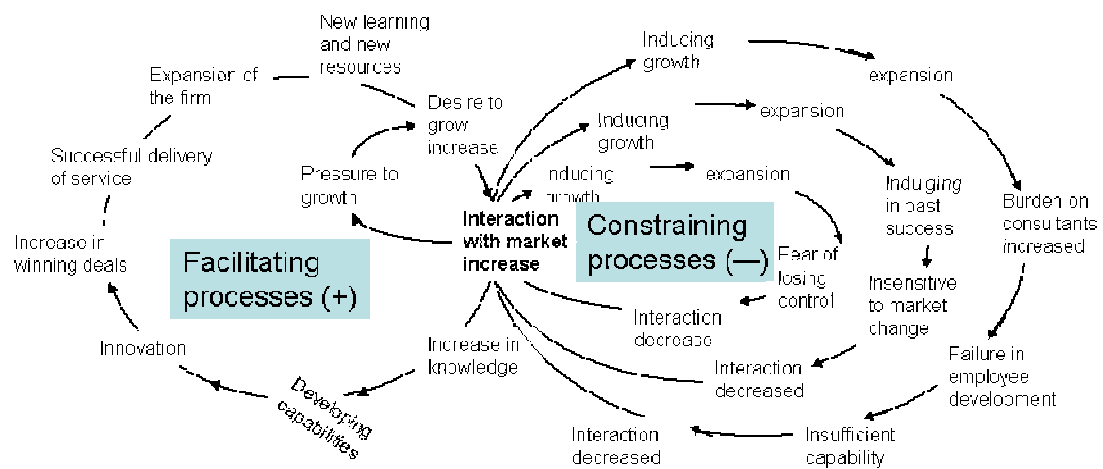 New learning
and new
resources
Expansion of
the firm
Desire to
grow
increase
Successful delivery
of service
Pressure to
growth
Increase in
winning deals
Facilitating
processes (+)
Innovation
Developing
capabilities
Increase in
knowledge
Interaction
with market
increase
Constraining
processes (—)
Inducing
growth
expansion
Inducing
growth
expansion
Inducing
growth
expansion
Indulging
in past
success
Burden on
consultants
increased
Fear of
losing
control
Insensitive
to market
change
Interaction
decrease
Interaction
decreased
Failure in
employee
development
Interaction
decreased
Insufficient
capability